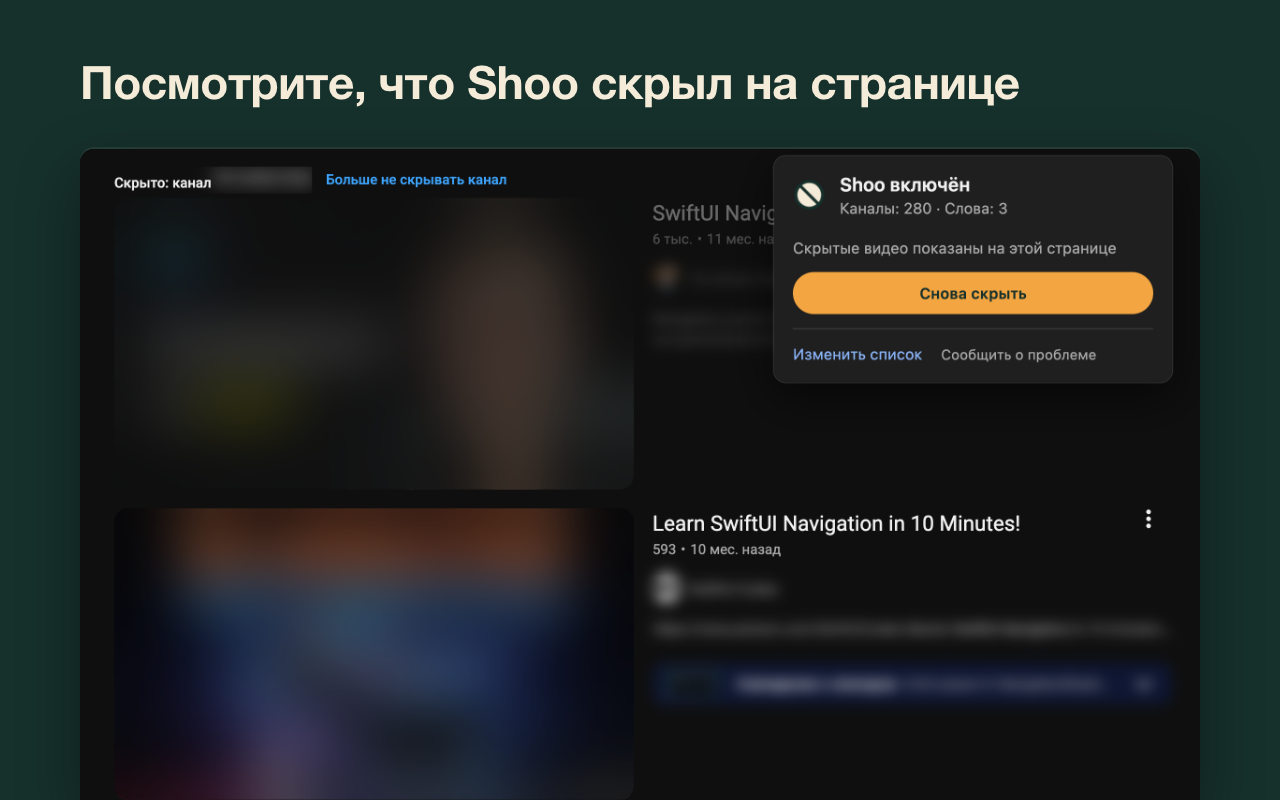 Посмотрите, что Shoo скрыл на странице
Скрыто: канал
Больше не скрывать канал
SwiftUI Navig
6 тыс. • 11 мес. на
Shoo включён
Каналы: 280 · Слова: 3
Скрытые видео показаны на этой странице
Снова скрыть
Изменить список
Сообщить о проблеме
Learn SwiftUI Navigation in 10 Minutes!
593 • 10 мес. назад